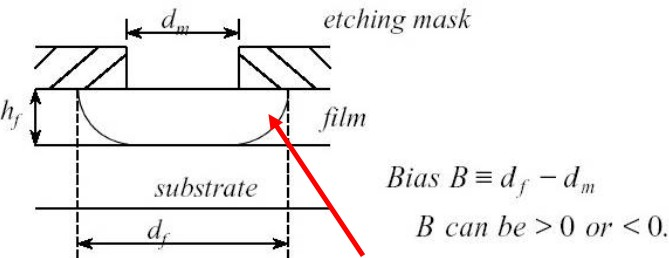 d_m
etching mask
h_f
film
substrate
Bias B ≡ d_f − d_m
B can be > 0 or < 0.
d_f